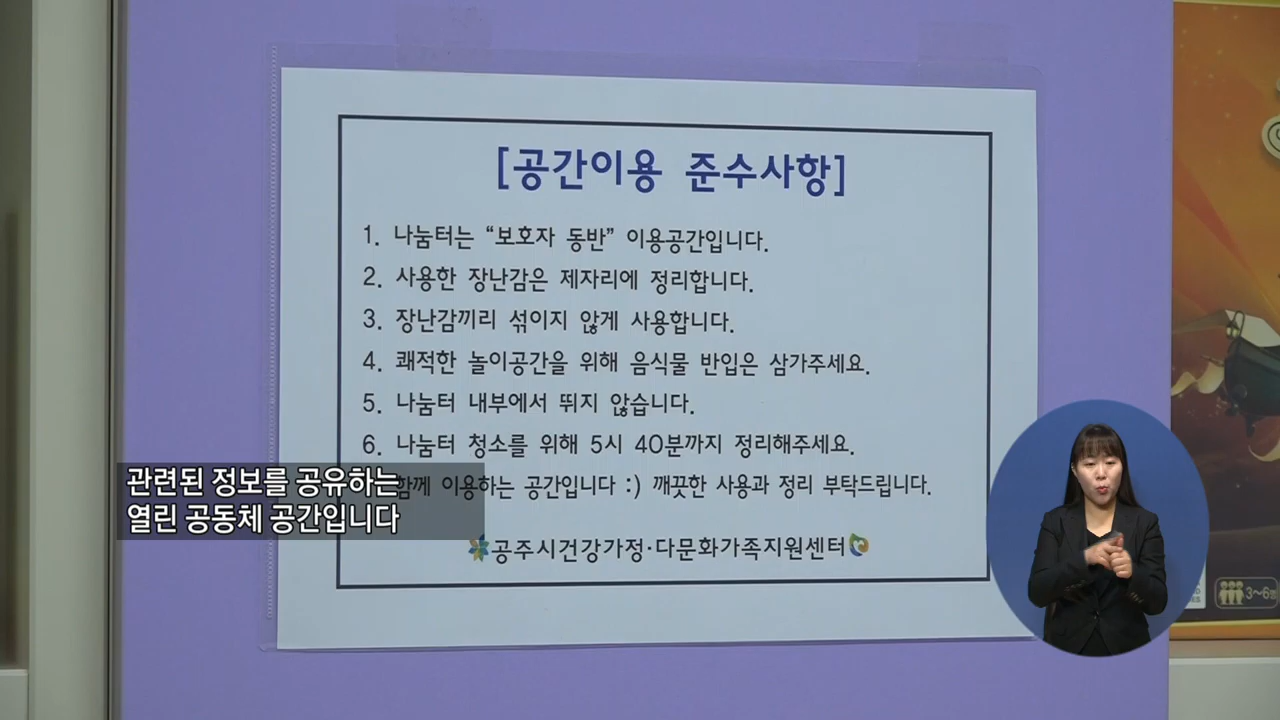 [공간이용 준수사항]
1. 나눔터는 “보호자 동반” 이용공간입니다.
2. 사용한 장난감은 제자리에 정리합니다.
3. 장난감끼리 섞이지 않게 사용합니다.
4. 쾌적한 놀이공간을 위해 음식물 반입은 삼가주세요.
5. 나눔터 내부에서 뛰지 않습니다.
6. 나눔터 청소를 위해 5시 40분까지 정리해주세요.
함께 이용하는 공간입니다 :) 깨끗한 사용과 정리 부탁드립니다.
공주시건강가정·다문화가족지원센터
관련된 정보를 공유하는
열린 공동체 공간입니다
3~6명